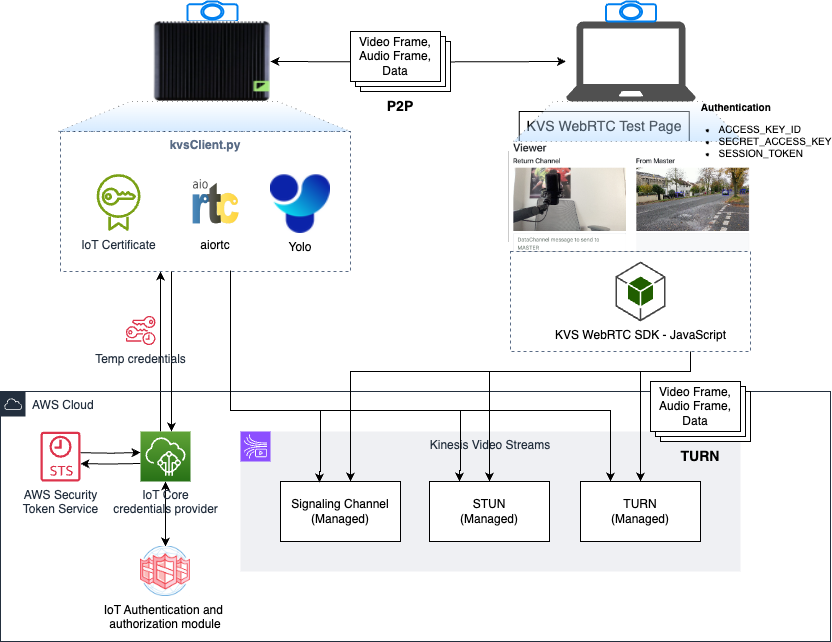 Video Frame,
Audio Frame,
Data
P2P
kvsClient.py
IoT Certificate
aio
rtc
aiortc
Yolo
Authentication
KVS WebRTC Test Page
• ACCESS_KEY_ID
• SECRET_ACCESS_KEY
• SESSION_TOKEN
Viewer
Return Channel
From Master
DataChannel message to send to
MASTER
KVS WebRTC SDK - JavaScript
Temp credentials
AWS Cloud
Video Frame,
Audio Frame,
Data
TURN
Kinesis Video Streams
STS
AWS Security
Token Service
IoT Core
credentials provider
Signaling Channel
(Managed)
STUN
(Managed)
TURN
(Managed)
IoT Authentication and
authorization module